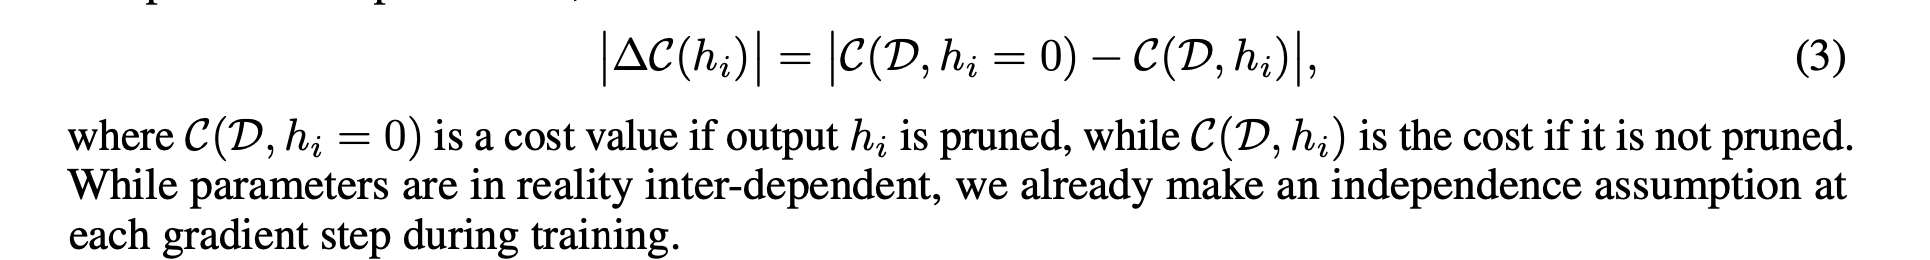 |ΔC(hᵢ)| = |C(D, hᵢ = 0) − C(D, hᵢ)|, (3)
where C(D, hᵢ = 0) is a cost value if output hᵢ is pruned, while C(D, hᵢ) is the cost if it is not pruned.
While parameters are in reality inter-dependent, we already make an independence assumption at
each gradient step during training.